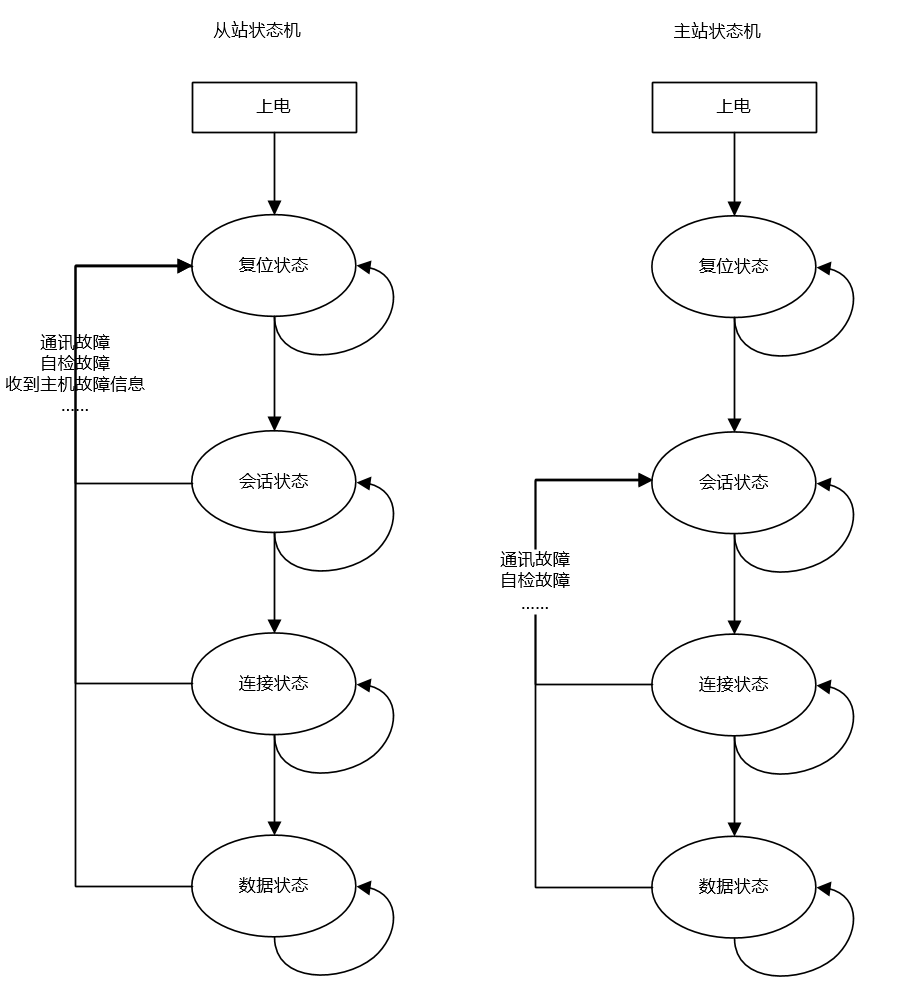 从站状态机
上电
复位状态
通讯故障
自检故障
收到主机故障信息
……
会话状态
连接状态
数据状态
主站状态机
上电
复位状态
会话状态
通讯故障
自检故障
……
连接状态
数据状态